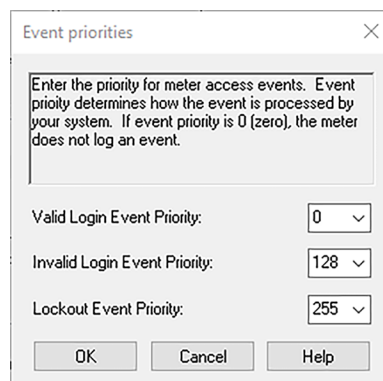 Event priorities
Enter the priority for meter access events.  Event
prioity determines how the event is processed by
your system.  If event priority is 0 (zero), the meter
does not log an event.
Valid Login Event Priority:
0
Invalid Login Event Priority:
128
Lockout Event Priority:
255
OK
Cancel
Help